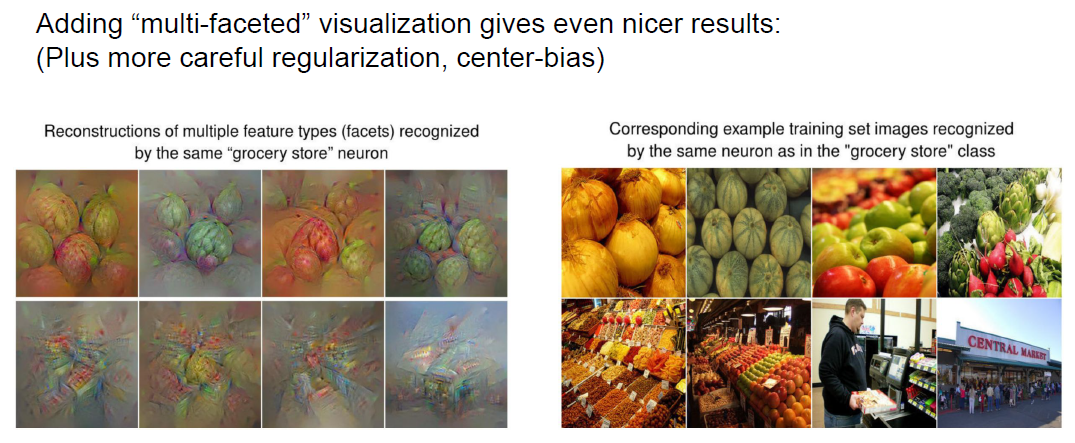 Adding “multi-faceted” visualization gives even nicer results:
(Plus more careful regularization, center-bias)
Reconstructions of multiple feature types (facets) recognized
by the same “grocery store” neuron
Corresponding example training set images recognized
by the same neuron as in the "grocery store" class
CENTRAL MARKET